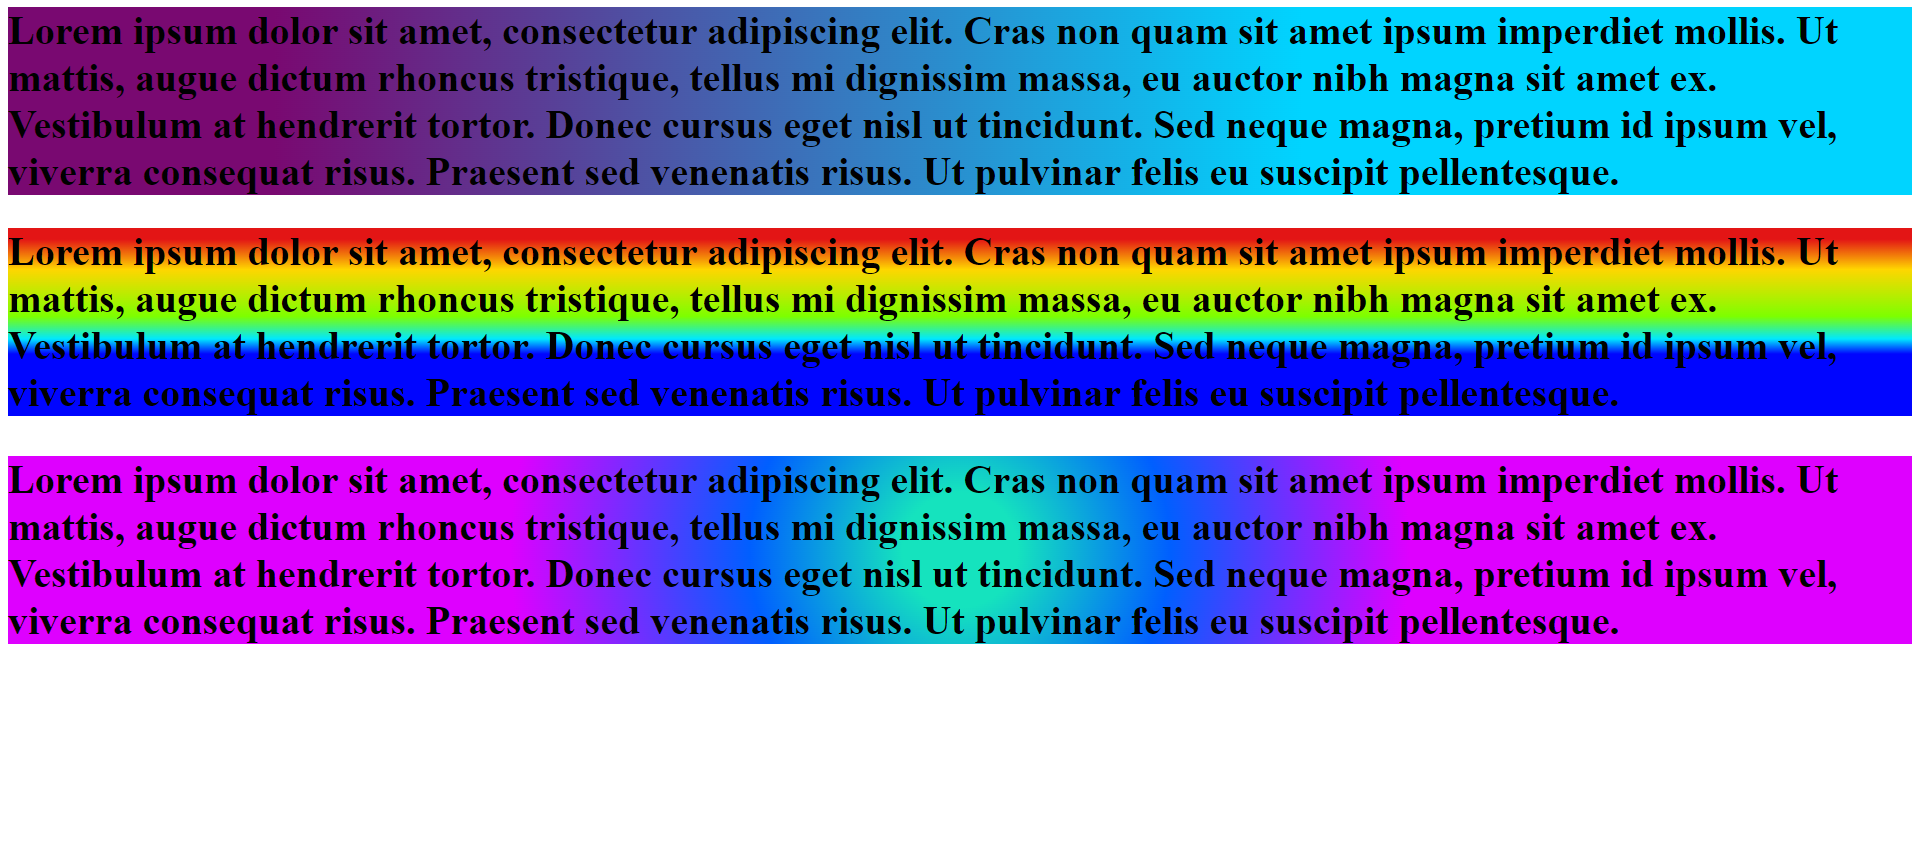 Lorem ipsum dolor sit amet, consectetur adipiscing elit. Cras non quam sit amet ipsum imperdiet mollis. Ut
mattis, augue dictum rhoncus tristique, tellus mi dignissim massa, eu auctor nibh magna sit amet ex.
Vestibulum at hendrerit tortor. Donec cursus eget nisl ut tincidunt. Sed neque magna, pretium id ipsum vel,
viverra consequat risus. Praesent sed venenatis risus. Ut pulvinar felis eu suscipit pellentesque.
Lorem ipsum dolor sit amet, consectetur adipiscing elit. Cras non quam sit amet ipsum imperdiet mollis. Ut
mattis, augue dictum rhoncus tristique, tellus mi dignissim massa, eu auctor nibh magna sit amet ex.
Vestibulum at hendrerit tortor. Donec cursus eget nisl ut tincidunt. Sed neque magna, pretium id ipsum vel,
viverra consequat risus. Praesent sed venenatis risus. Ut pulvinar felis eu suscipit pellentesque.
Lorem ipsum dolor sit amet, consectetur adipiscing elit. Cras non quam sit amet ipsum imperdiet mollis. Ut
mattis, augue dictum rhoncus tristique, tellus mi dignissim massa, eu auctor nibh magna sit amet ex.
Vestibulum at hendrerit tortor. Donec cursus eget nisl ut tincidunt. Sed neque magna, pretium id ipsum vel,
viverra consequat risus. Praesent sed venenatis risus. Ut pulvinar felis eu suscipit pellentesque.